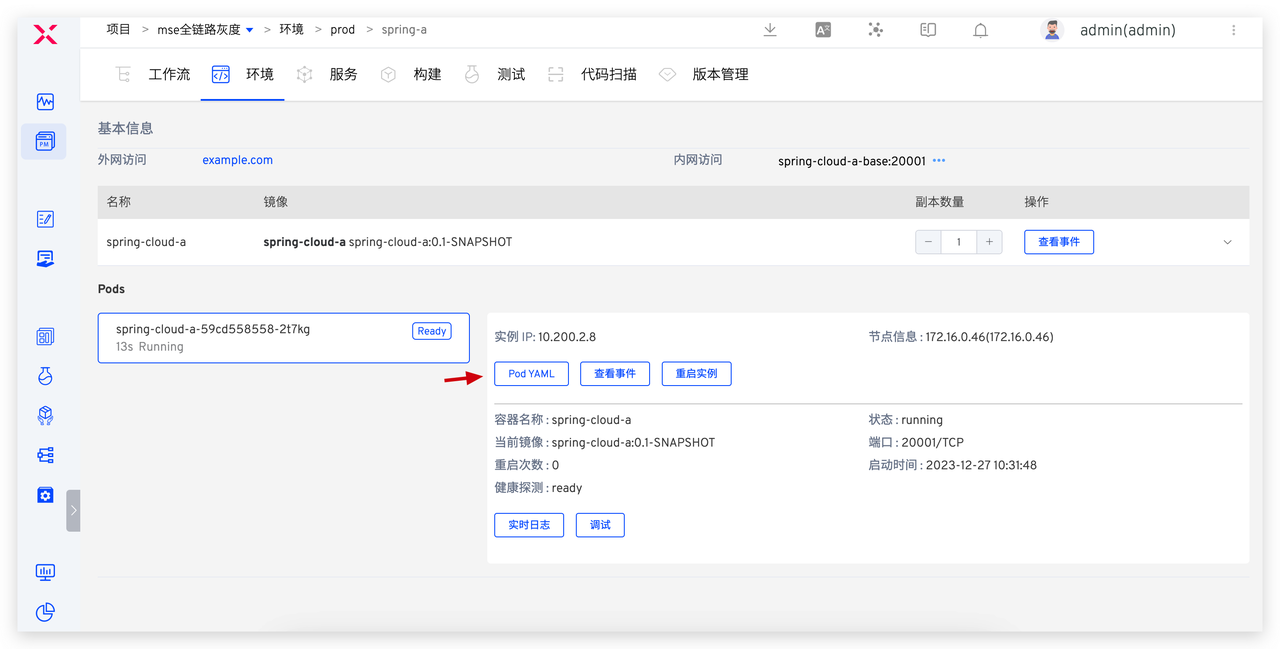 项目 > mse全链路灰度 > 环境 > prod > spring-a
A
admin(admin)
工作流 环境 服务 构建 测试 代码扫描 版本管理
PM
基本信息
外网访问 example.com 内网访问 spring-cloud-a-base:20001 •••
名称 镜像 副本数量 操作
spring-cloud-a spring-cloud-a spring-cloud-a:0.1-SNAPSHOT − 1 + 查看事件
Pods
spring-cloud-a-59cd558558-2t7kg Ready
13s Running
实例 IP: 10.200.2.8 节点信息 : 172.16.0.46(172.16.0.46)
Pod YAML 查看事件 重启实例
容器名称 : spring-cloud-a 状态 : running
当前镜像 : spring-cloud-a:0.1-SNAPSHOT 端口 : 20001/TCP
重启次数 : 0 启动时间 : 2023-12-27 10:31:48
健康探测 : ready
实时日志 调试